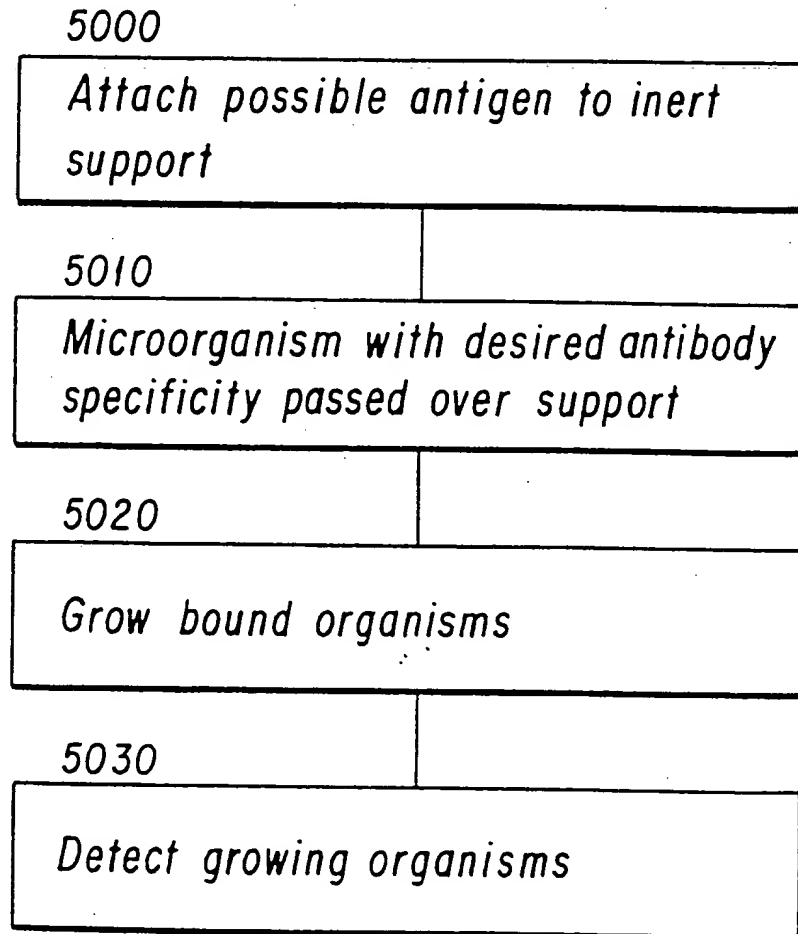 5000
Attach possible antigen to inert
support
5010
Microorganism with desired antibody
specificity passed over support
5020
Grow bound organisms
5030
Detect growing organisms